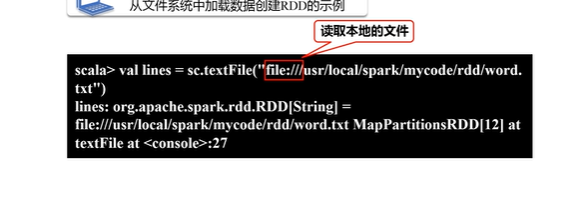 从文件系统中加载数据创建RDD的示例
读取本地的文件
scala> val lines = sc.textFile("file:///usr/local/spark/mycode/rdd/word.
txt")
lines: org.apache.spark.rdd.RDD[String] =
file:///usr/local/spark/mycode/rdd/word.txt MapPartitionsRDD[12] at
textFile at <console>:27